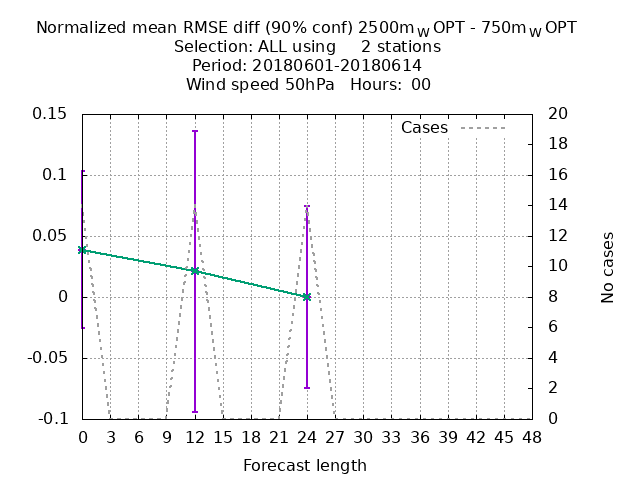 Normalized mean RMSE diff (90% conf) 2500m_W OPT - 750m_W OPT
Selection: ALL using 2 stations
Period: 20180601-20180614
Wind speed 50hPa Hours: 00
Cases
0.15
0.1
0.05
0
-0.05
-0.1
20
18
16
14
12
10
8
6
4
2
0
No cases
0 3 6 9 12 15 18 21 24 27 30 33 36 39 42 45 48
Forecast length